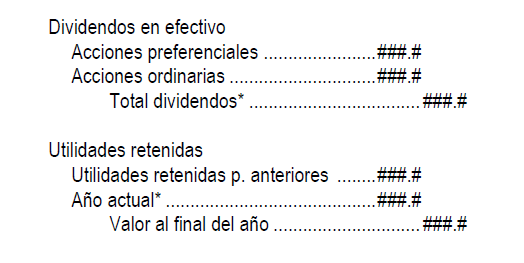 Dividendos en efectivo
Acciones preferenciales .......................###.#
Acciones ordinarias ..............................###.#
Total dividendos* ...................................###.#
Utilidades retenidas
Utilidades retenidas p. anteriores ........###.#
Año actual* ...........................................###.#
Valor al final del año ..............................###.#